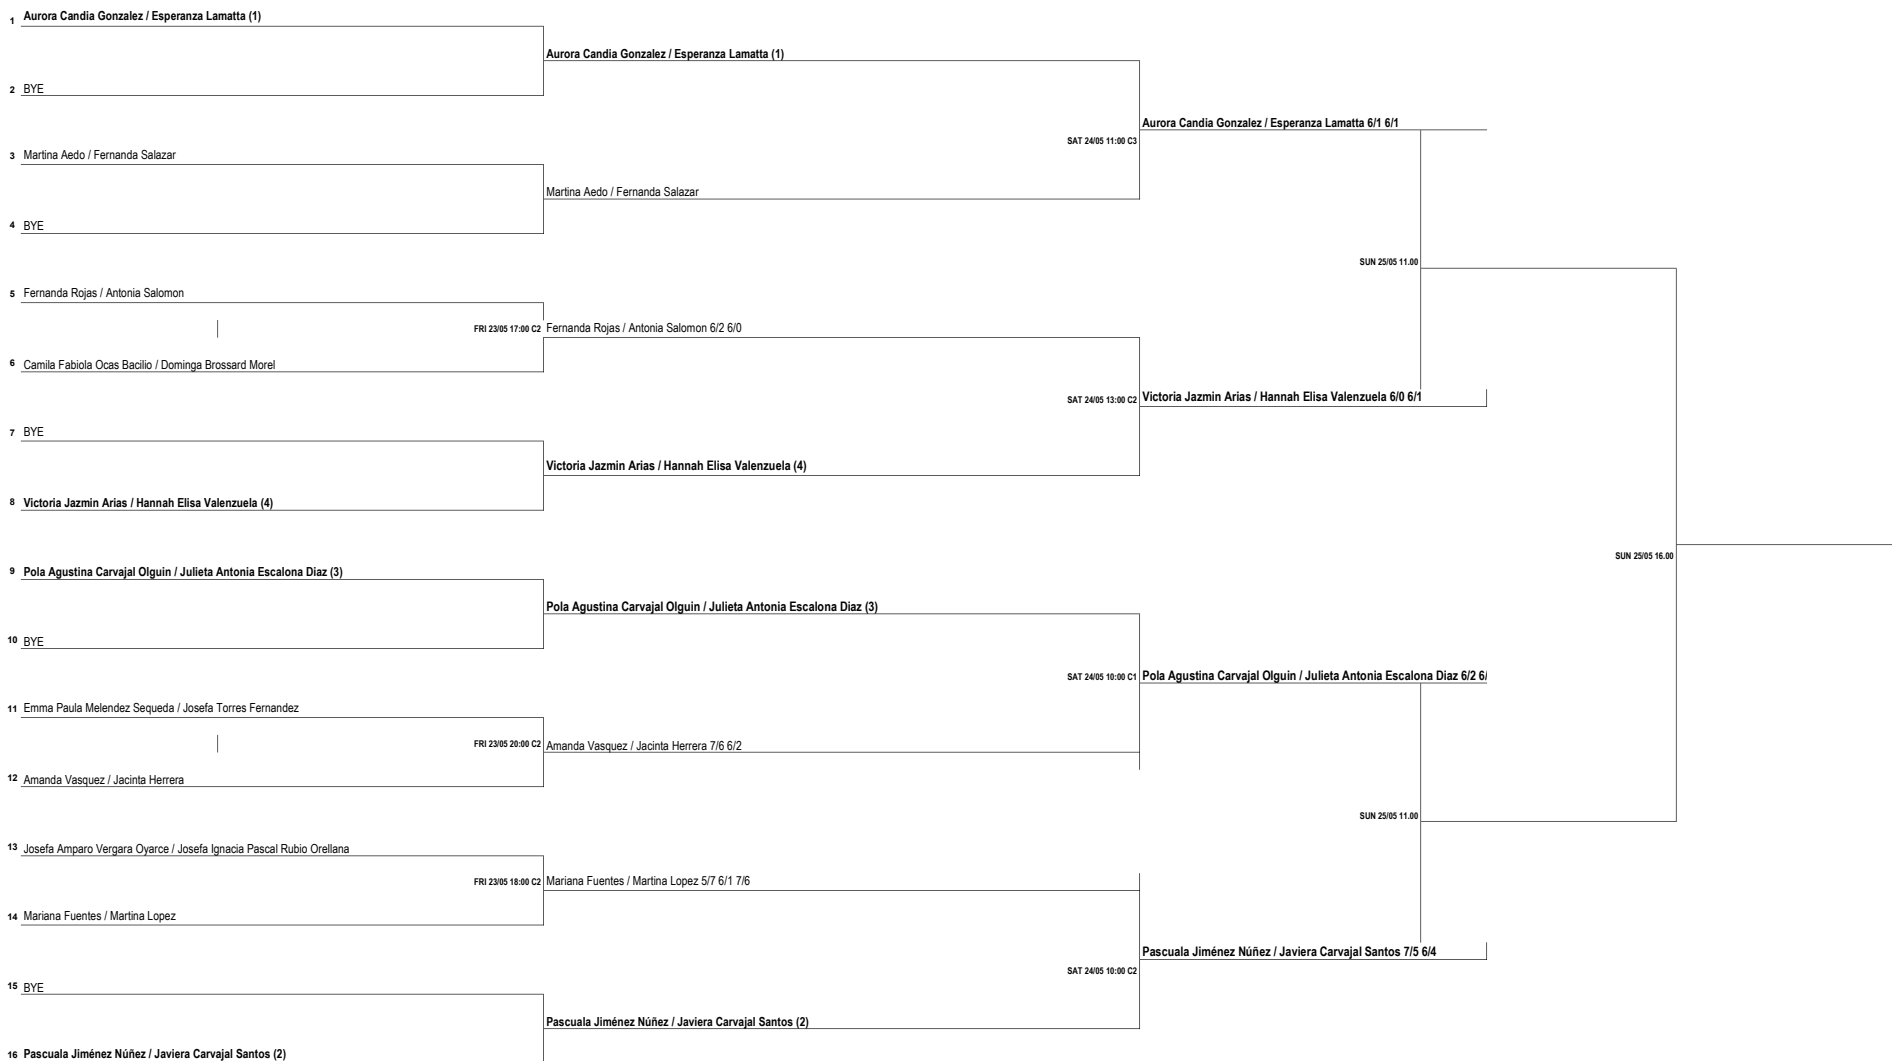 1 Aurora Candia Gonzalez / Esperanza Lamatta (1)
Aurora Candia Gonzalez / Esperanza Lamatta (1)
2 BYE
Aurora Candia Gonzalez / Esperanza Lamatta 6/1 6/1
SAT 24/05 11:00 C3
3 Martina Aedo / Fernanda Salazar
Martina Aedo / Fernanda Salazar
4 BYE
SUN 25/05 11.00
5 Fernanda Rojas / Antonia Salomon
FRI 23/05 17:00 C2 Fernanda Rojas / Antonia Salomon 6/2 6/0
6 Camila Fabiola Ocas Bacilio / Dominga Brossard Morel
SAT 24/05 13:00 C2 Victoria Jazmin Arias / Hannah Elisa Valenzuela 6/0 6/1
7 BYE
Victoria Jazmin Arias / Hannah Elisa Valenzuela (4)
8 Victoria Jazmin Arias / Hannah Elisa Valenzuela (4)
SUN 25/05 16.00
9 Pola Agustina Carvajal Olguin / Julieta Antonia Escalona Diaz (3)
Pola Agustina Carvajal Olguin / Julieta Antonia Escalona Diaz (3)
10 BYE
SAT 24/05 10:00 C1 Pola Agustina Carvajal Olguin / Julieta Antonia Escalona Diaz 6/2 6/
11 Emma Paula Melendez Sequeda / Josefa Torres Fernandez
FRI 23/05 20:00 C2 Amanda Vasquez / Jacinta Herrera 7/6 6/2
12 Amanda Vasquez / Jacinta Herrera
SUN 25/05 11.00
13 Josefa Amparo Vergara Oyarce / Josefa Ignacia Pascal Rubio Orellana
FRI 23/05 18:00 C2 Mariana Fuentes / Martina Lopez 5/7 6/1 7/6
14 Mariana Fuentes / Martina Lopez
Pascuala Jiménez Núñez / Javiera Carvajal Santos 7/5 6/4
SAT 24/05 10:00 C2
15 BYE
Pascuala Jiménez Núñez / Javiera Carvajal Santos (2)
16 Pascuala Jiménez Núñez / Javiera Carvajal Santos (2)